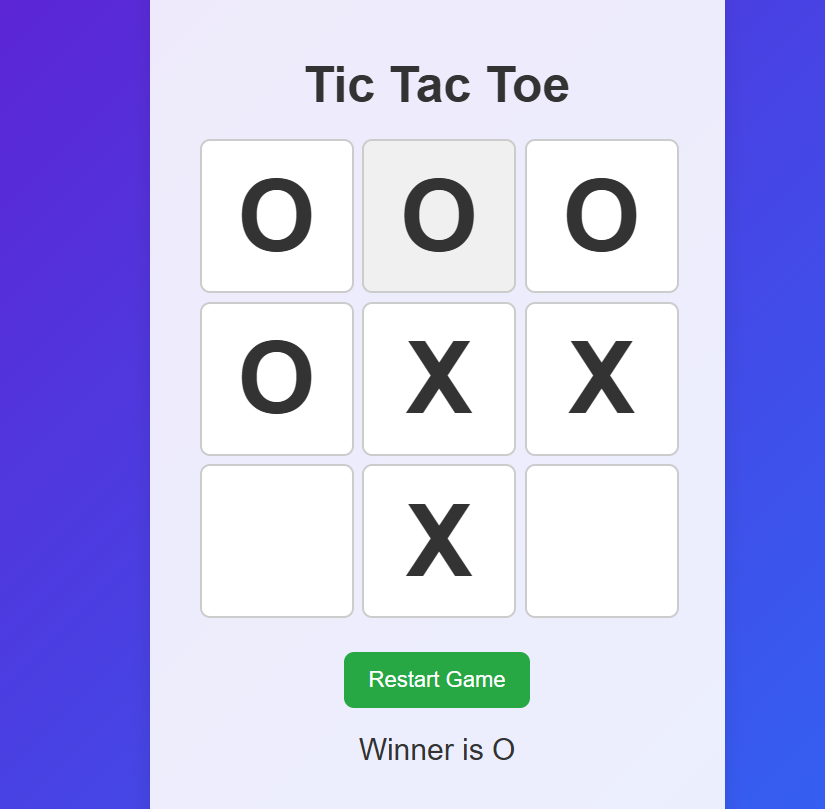 Tic Tac Toe
O O O
O X X
X
Restart Game
Winner is O